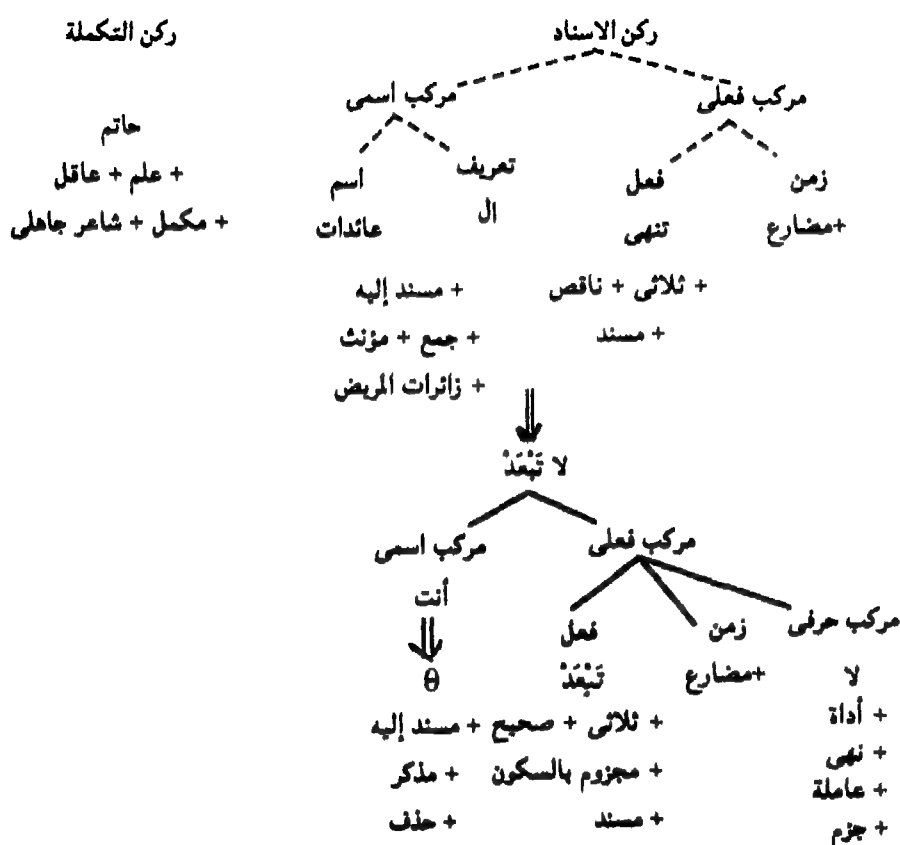 ركن الاسناد
ركن التكملة
مركب فعلى
مركب اسمى
زمن
+مضارع
فعل
تنهى
+ ثلاثى + ناقص
+ مسند
تعريف
ال
اسم
عائدات
+ مسند إليه
+ جمع + مؤنث
+ زائرات المريض
حاتم
+ علم + عاقل
+ مكمل + شاعر جاهلى
لا تَبْعَدْ
مركب فعلى
مركب اسمى
مركب حرفى
لا
+ أداة
+ نهى
+ عاملة
+ جزم
زمن
+مضارع
فعل
تَبْعَدْ
+ ثلاثى + صحيح
+ مجزوم بالسكون
+ مسند
أنت
θ
+ مسند إليه
+ مذكر
+ حذف